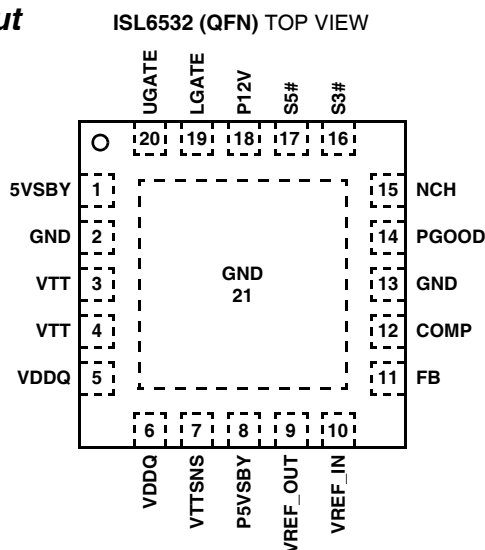 ut
ISL6532 (QFN) TOP VIEW
UGATE
LGATE
P12V
S5#
S3#
20 19 18 17 16
5VSBY 1
15 NCH
GND 2
14 PGOOD
GND
21
VTT 3
13 GND
VTT 4
12 COMP
VDDQ 5
11 FB
6 7 8 9 10
VDDQ
VTTSNS
P5VSBY
VREF_OUT
VREF_IN